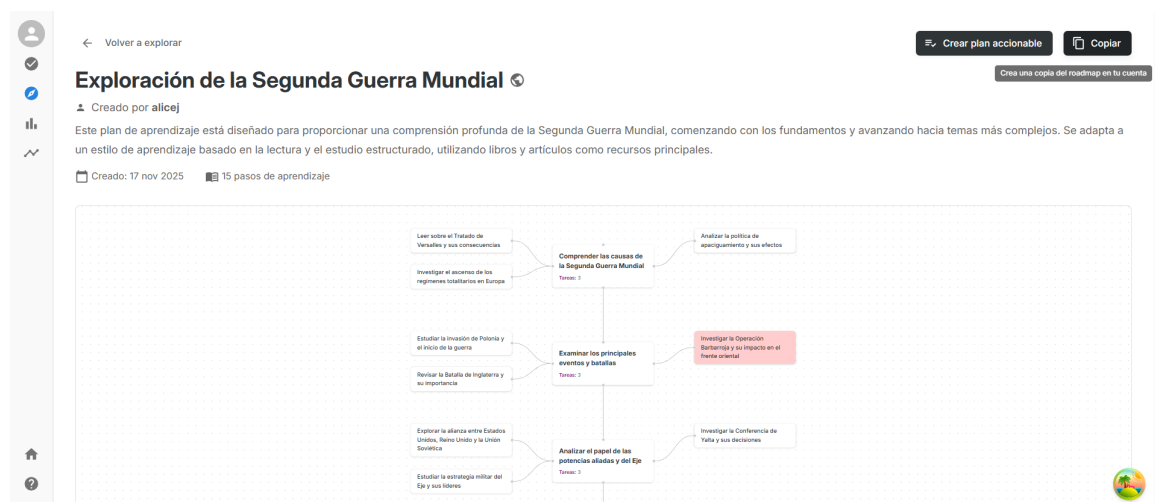 Volver a explorar
Crear plan accionable
Copiar
Crea una copia del roadmap en tu cuenta
Exploración de la Segunda Guerra Mundial
Creado por alicej
Este plan de aprendizaje está diseñado para proporcionar una comprensión profunda de la Segunda Guerra Mundial, comenzando con los fundamentos y avanzando hacia temas más complejos. Se adapta a
un estilo de aprendizaje basado en la lectura y el estudio estructurado, utilizando libros y artículos como recursos principales.
Creado: 17 nov 2025
15 pasos de aprendizaje
Leer sobre el Tratado de
Versalles y sus consecuencias
Investigar el ascenso de los
regímenes totalitarios en Europa
Comprender las causas de
la Segunda Guerra Mundial
Tareas: 3
Analizar la política de
apaciguamiento y sus efectos
Estudiar la invasión de Polonia y
el inicio de la guerra
Revisar la Batalla de Inglaterra y
su importancia
Examinar los principales
eventos y batallas
Tareas: 3
Investigar la Operación
Barbarroja y su impacto en el
frente oriental
Explorar la alianza entre Estados
Unidos, Reino Unido y la Unión
Soviética
Estudiar la estrategia militar del
Eje y sus líderes
Analizar el papel de las
potencias aliadas y del Eje
Tareas: 3
Investigar la Conferencia de
Yalta y sus decisiones